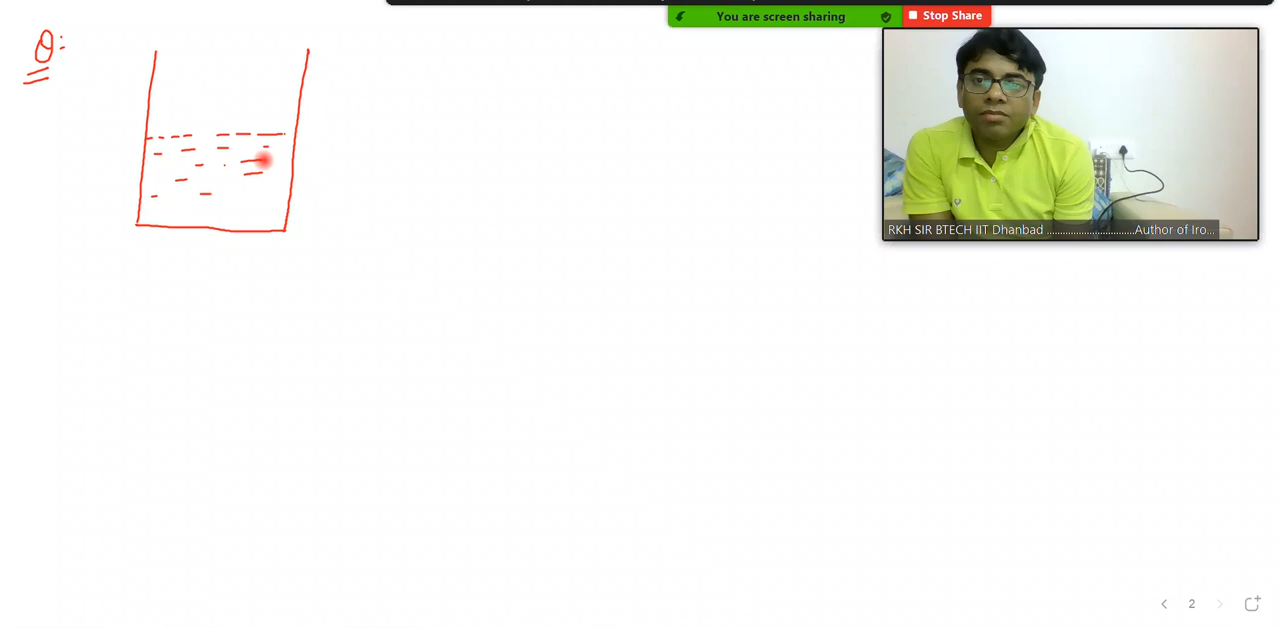 You are screen sharing
Stop Share
Q:
RKH SIR BTECH IIT Dhanbad ..................................Author of Iro...
2